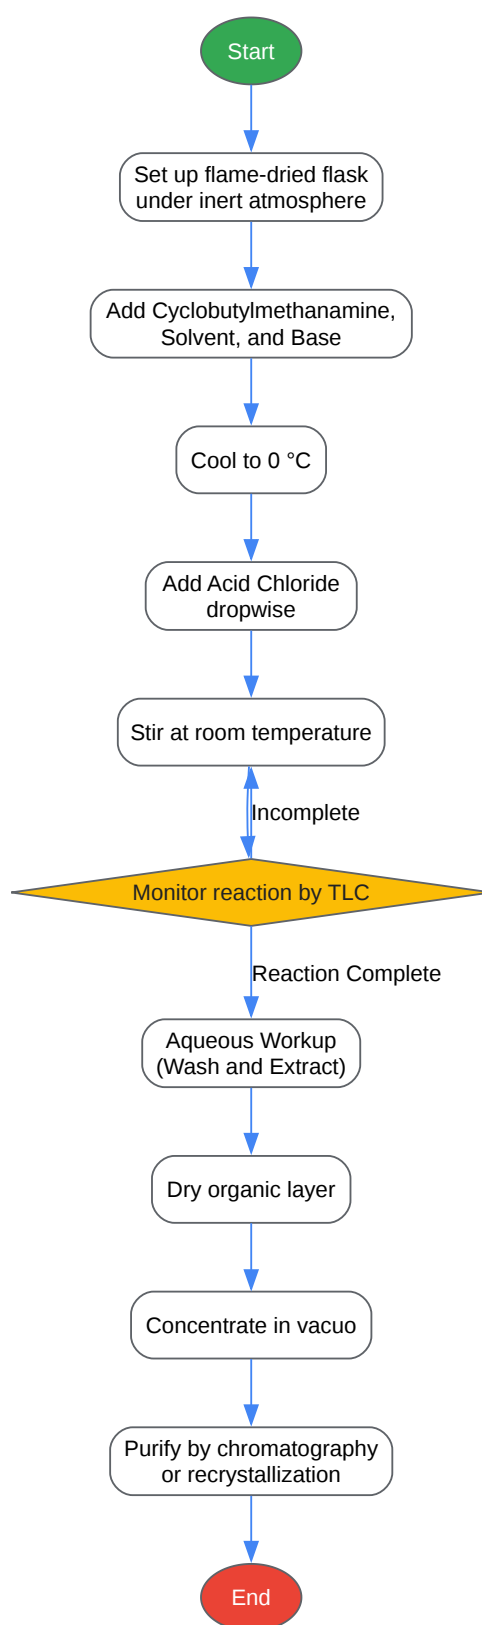 Start
Set up flame-dried flask
under inert atmosphere
Add Cyclobutylmethanamine,
Solvent, and Base
Cool to 0 °C
Add Acid Chloride
dropwise
Stir at room temperature
Incomplete
Monitor reaction by TLC
Reaction Complete
Aqueous Workup
(Wash and Extract)
Dry organic layer
Concentrate in vacuo
Purify by chromatography
or recrystallization
End